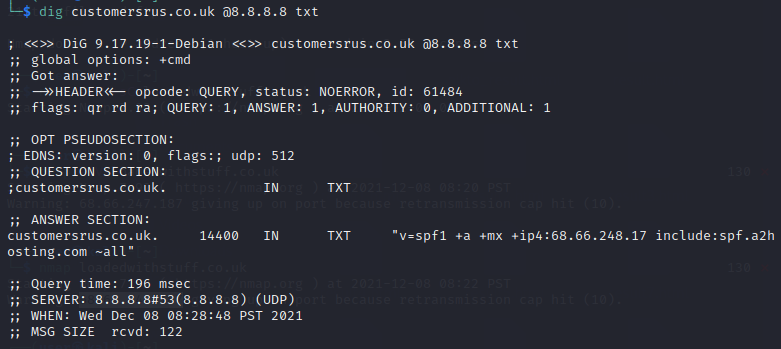 └─$ dig customersrus.co.uk @8.8.8.8 txt
; <<>> DiG 9.17.19-1-Debian <<>> customersrus.co.uk @8.8.8.8 txt
;; global options: +cmd
;; Got answer:
;; ->>HEADER<<- opcode: QUERY, status: NOERROR, id: 61484
;; flags: qr rd ra; QUERY: 1, ANSWER: 1, AUTHORITY: 0, ADDITIONAL: 1
;; OPT PSEUDOSECTION:
; EDNS: version: 0, flags:; udp: 512
;; QUESTION SECTION:
;customersrus.co.uk. IN TXT
;; ANSWER SECTION:
customersrus.co.uk. 14400 IN TXT "v=spf1 +a +mx +ip4:68.66.248.17 include:spf.a2h
osting.com ~all"
;; Query time: 196 msec
;; SERVER: 8.8.8.8#53(8.8.8.8) (UDP)
;; WHEN: Wed Dec 08 08:28:48 PST 2021
;; MSG SIZE rcvd: 122